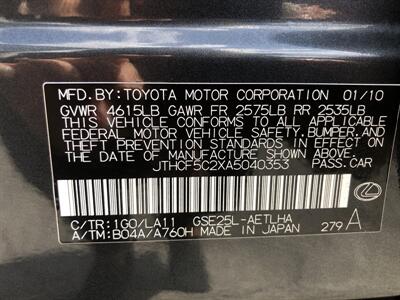 MFD.BY: TOYOTA MOTOR CORPORATION 01/10
GVWR 4615LB GAWR FR 2575LB RR 2535LB
THIS VEHICLE CONFORMS TO ALL APPLICABLE
FEDERAL MOTOR VEHICLE SAFETY, BUMPER, AND
THEFT PREVENTION STANDARDS IN EFFECT ON
THE DATE OF MANUFACTURE SHOWN ABOVE.
JTHCF5C2XA5040353 PASS.CAR
C/TR: 1G0/LA11 GSE25L-AETLHA
A/TM: B04A/A760H MADE IN JAPAN 279 A